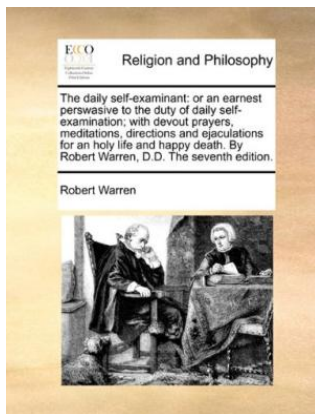 ECCO
Religion and Philosophy
The daily self-examinant: or an earnest
perswasive to the duty of daily self-
examination; with devout prayers,
meditations, directions and ejaculations
for an holy life and happy death. By
Robert Warren, D.D. The seventh edition.
Robert Warren